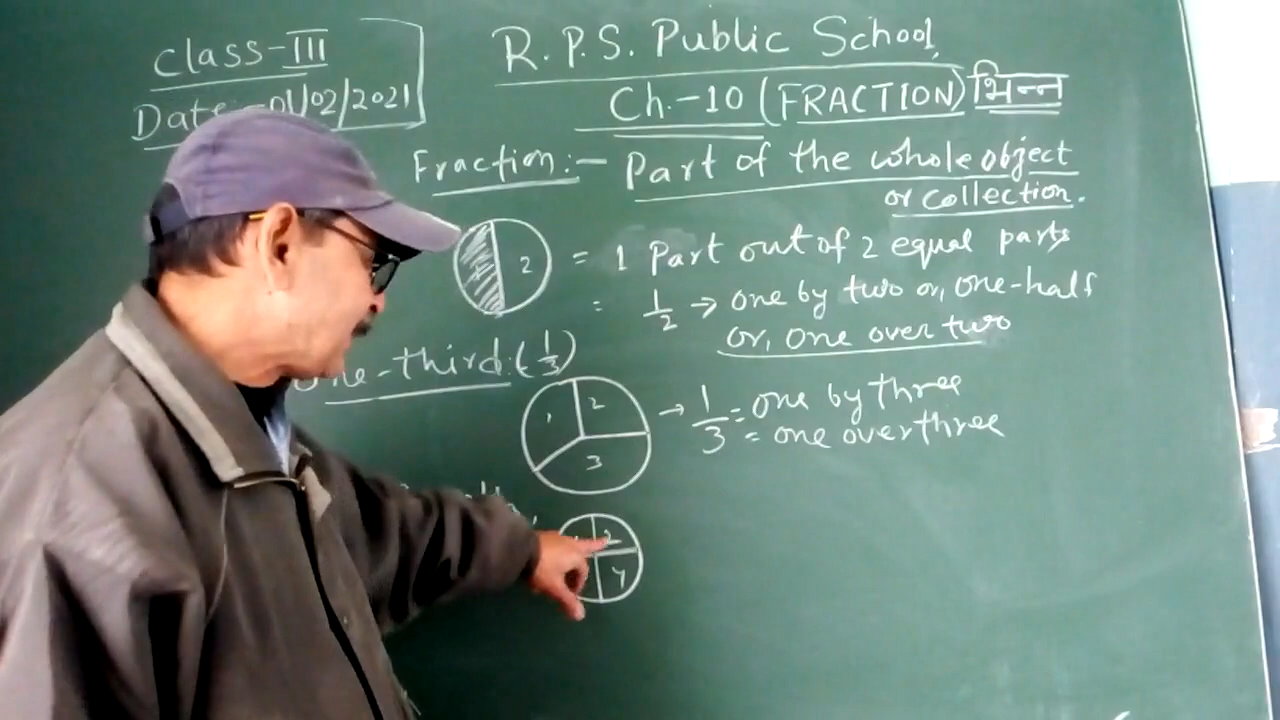 Class-III
Date:-01/02/2021
R.P.S. Public School
Ch.-10 (FRACTION) भिन्न
Fraction:- Part of the whole object
or collection.
2 = 1 Part out of 2 equal parts
= 1/2 → one by two or, one-half
or, one over two
One-third:(1/3)
1 2 3 → 1/3 = one by three
= one over three
2
4